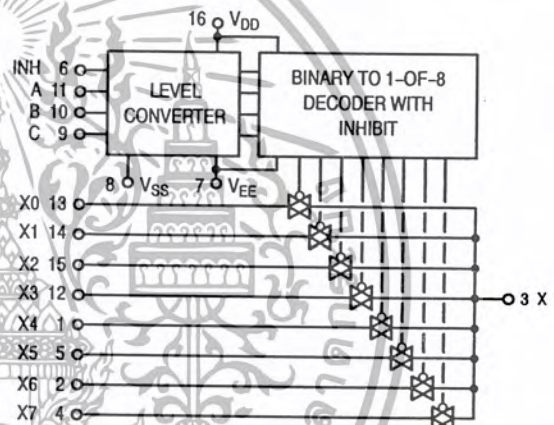 16 VDD
INH 6
A 11
B 10
C 9
LEVEL
CONVERTER
BINARY TO 1-OF-8
DECODER WITH
INHIBIT
8 VSS
7 VEE
X0 13
X1 14
X2 15
X3 12
X4 1
X5 5
X6 2
X7 4
3 X